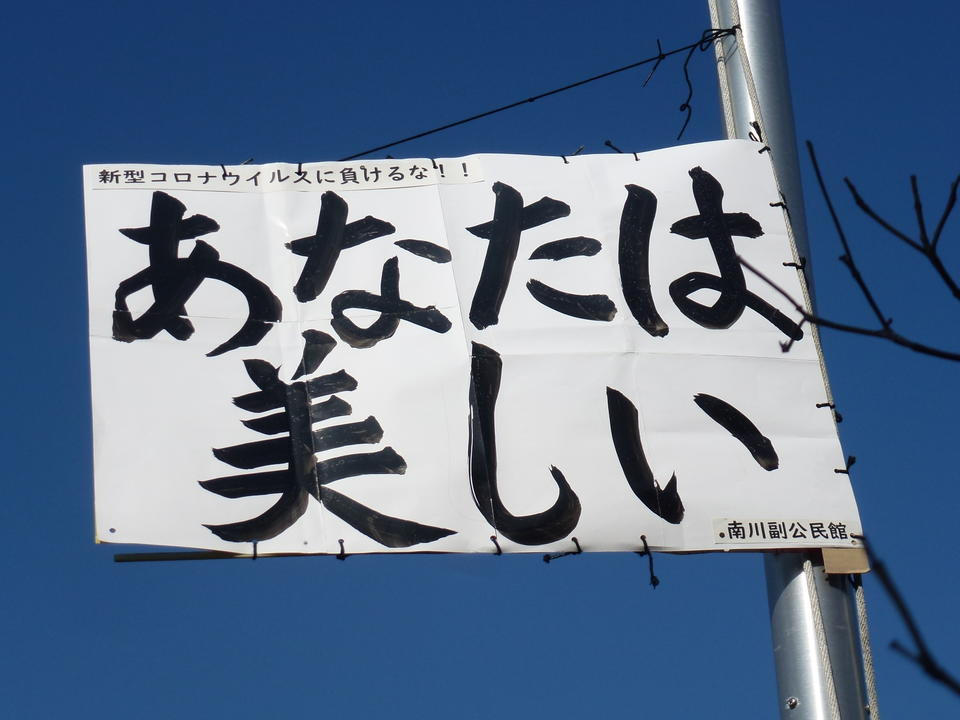 新型コロナウイルスに負けるな!!
あなたは
美しい
南川副公民館